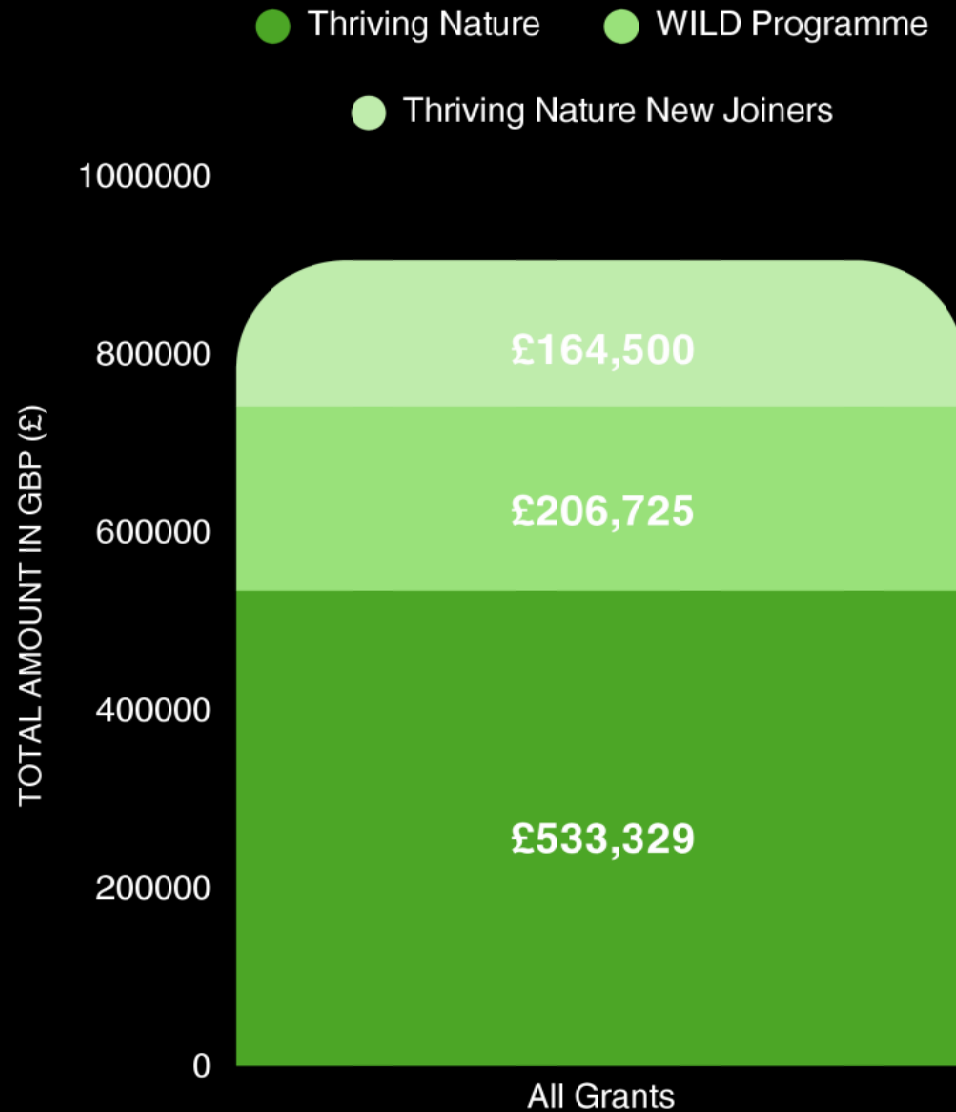 Thriving Nature
WILD Programme
Thriving Nature New Joiners
1000000
800000
600000
400000
200000
0
TOTAL AMOUNT IN GBP (£)
£164,500
£206,725
£533,329
All Grants